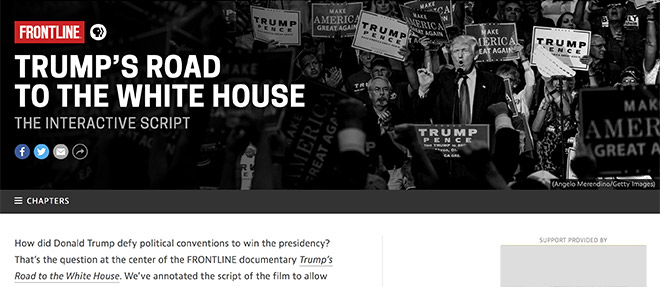 FRONTLINE
TRUMP'S ROAD
TO THE WHITE HOUSE
THE INTERACTIVE SCRIPT
TRUMP
PENCE
MAKE
AMERICA
GREAT AGAIN
TRUMP
PENCE
MAKE
AMERICA
GREAT AGAIN
MAKE
AMERICA
GREAT AGAIN
TRUMP
PENCE
TRUMP
PENCE
MAKE
AMERICA
GREAT AGAIN
(Angelo Merendino/Getty Images)
CHAPTERS
How did Donald Trump defy political conventions to win the presidency?
That's the question at the center of the FRONTLINE documentary Trump's
Road to the White House. We've annotated the script of the film to allow
SUPPORT PROVIDED BY